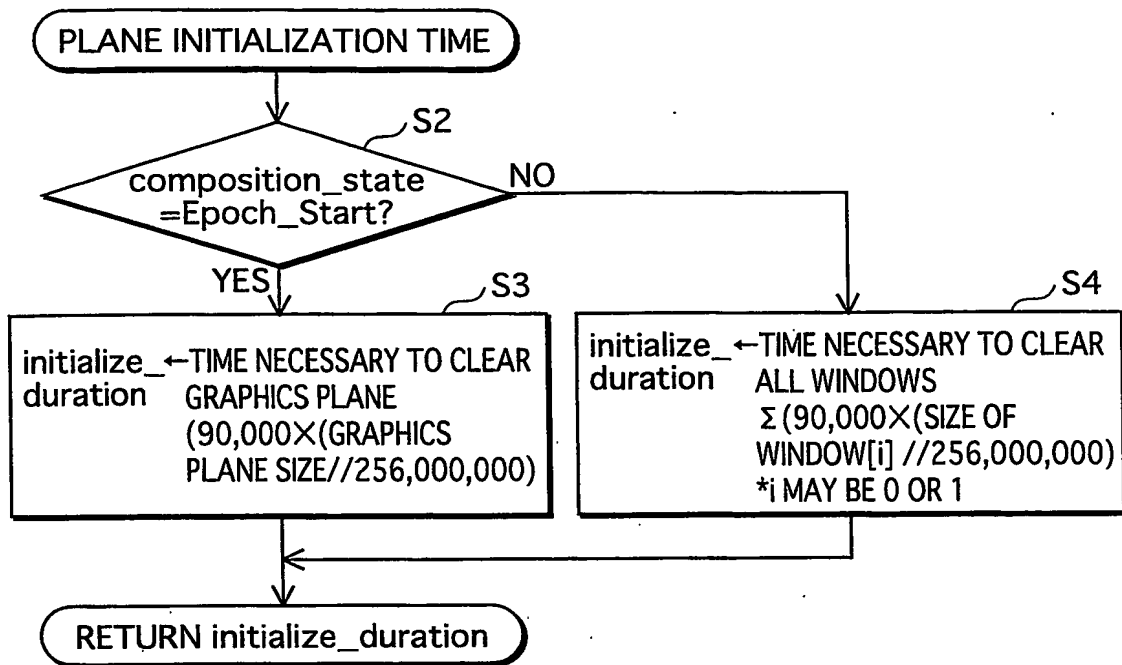 PLANE INITIALIZATION TIME
S2
composition_state
=Epoch_Start?
NO
YES
S3
initialize_←TIME NECESSARY TO CLEAR
duration GRAPHICS PLANE
(90,000×(GRAPHICS
PLANE SIZE//256,000,000)
S4
initialize_←TIME NECESSARY TO CLEAR
duration ALL WINDOWS
Σ(90,000×(SIZE OF
WINDOW[i] //256,000,000)
*i MAY BE 0 OR 1
RETURN initialize_duration